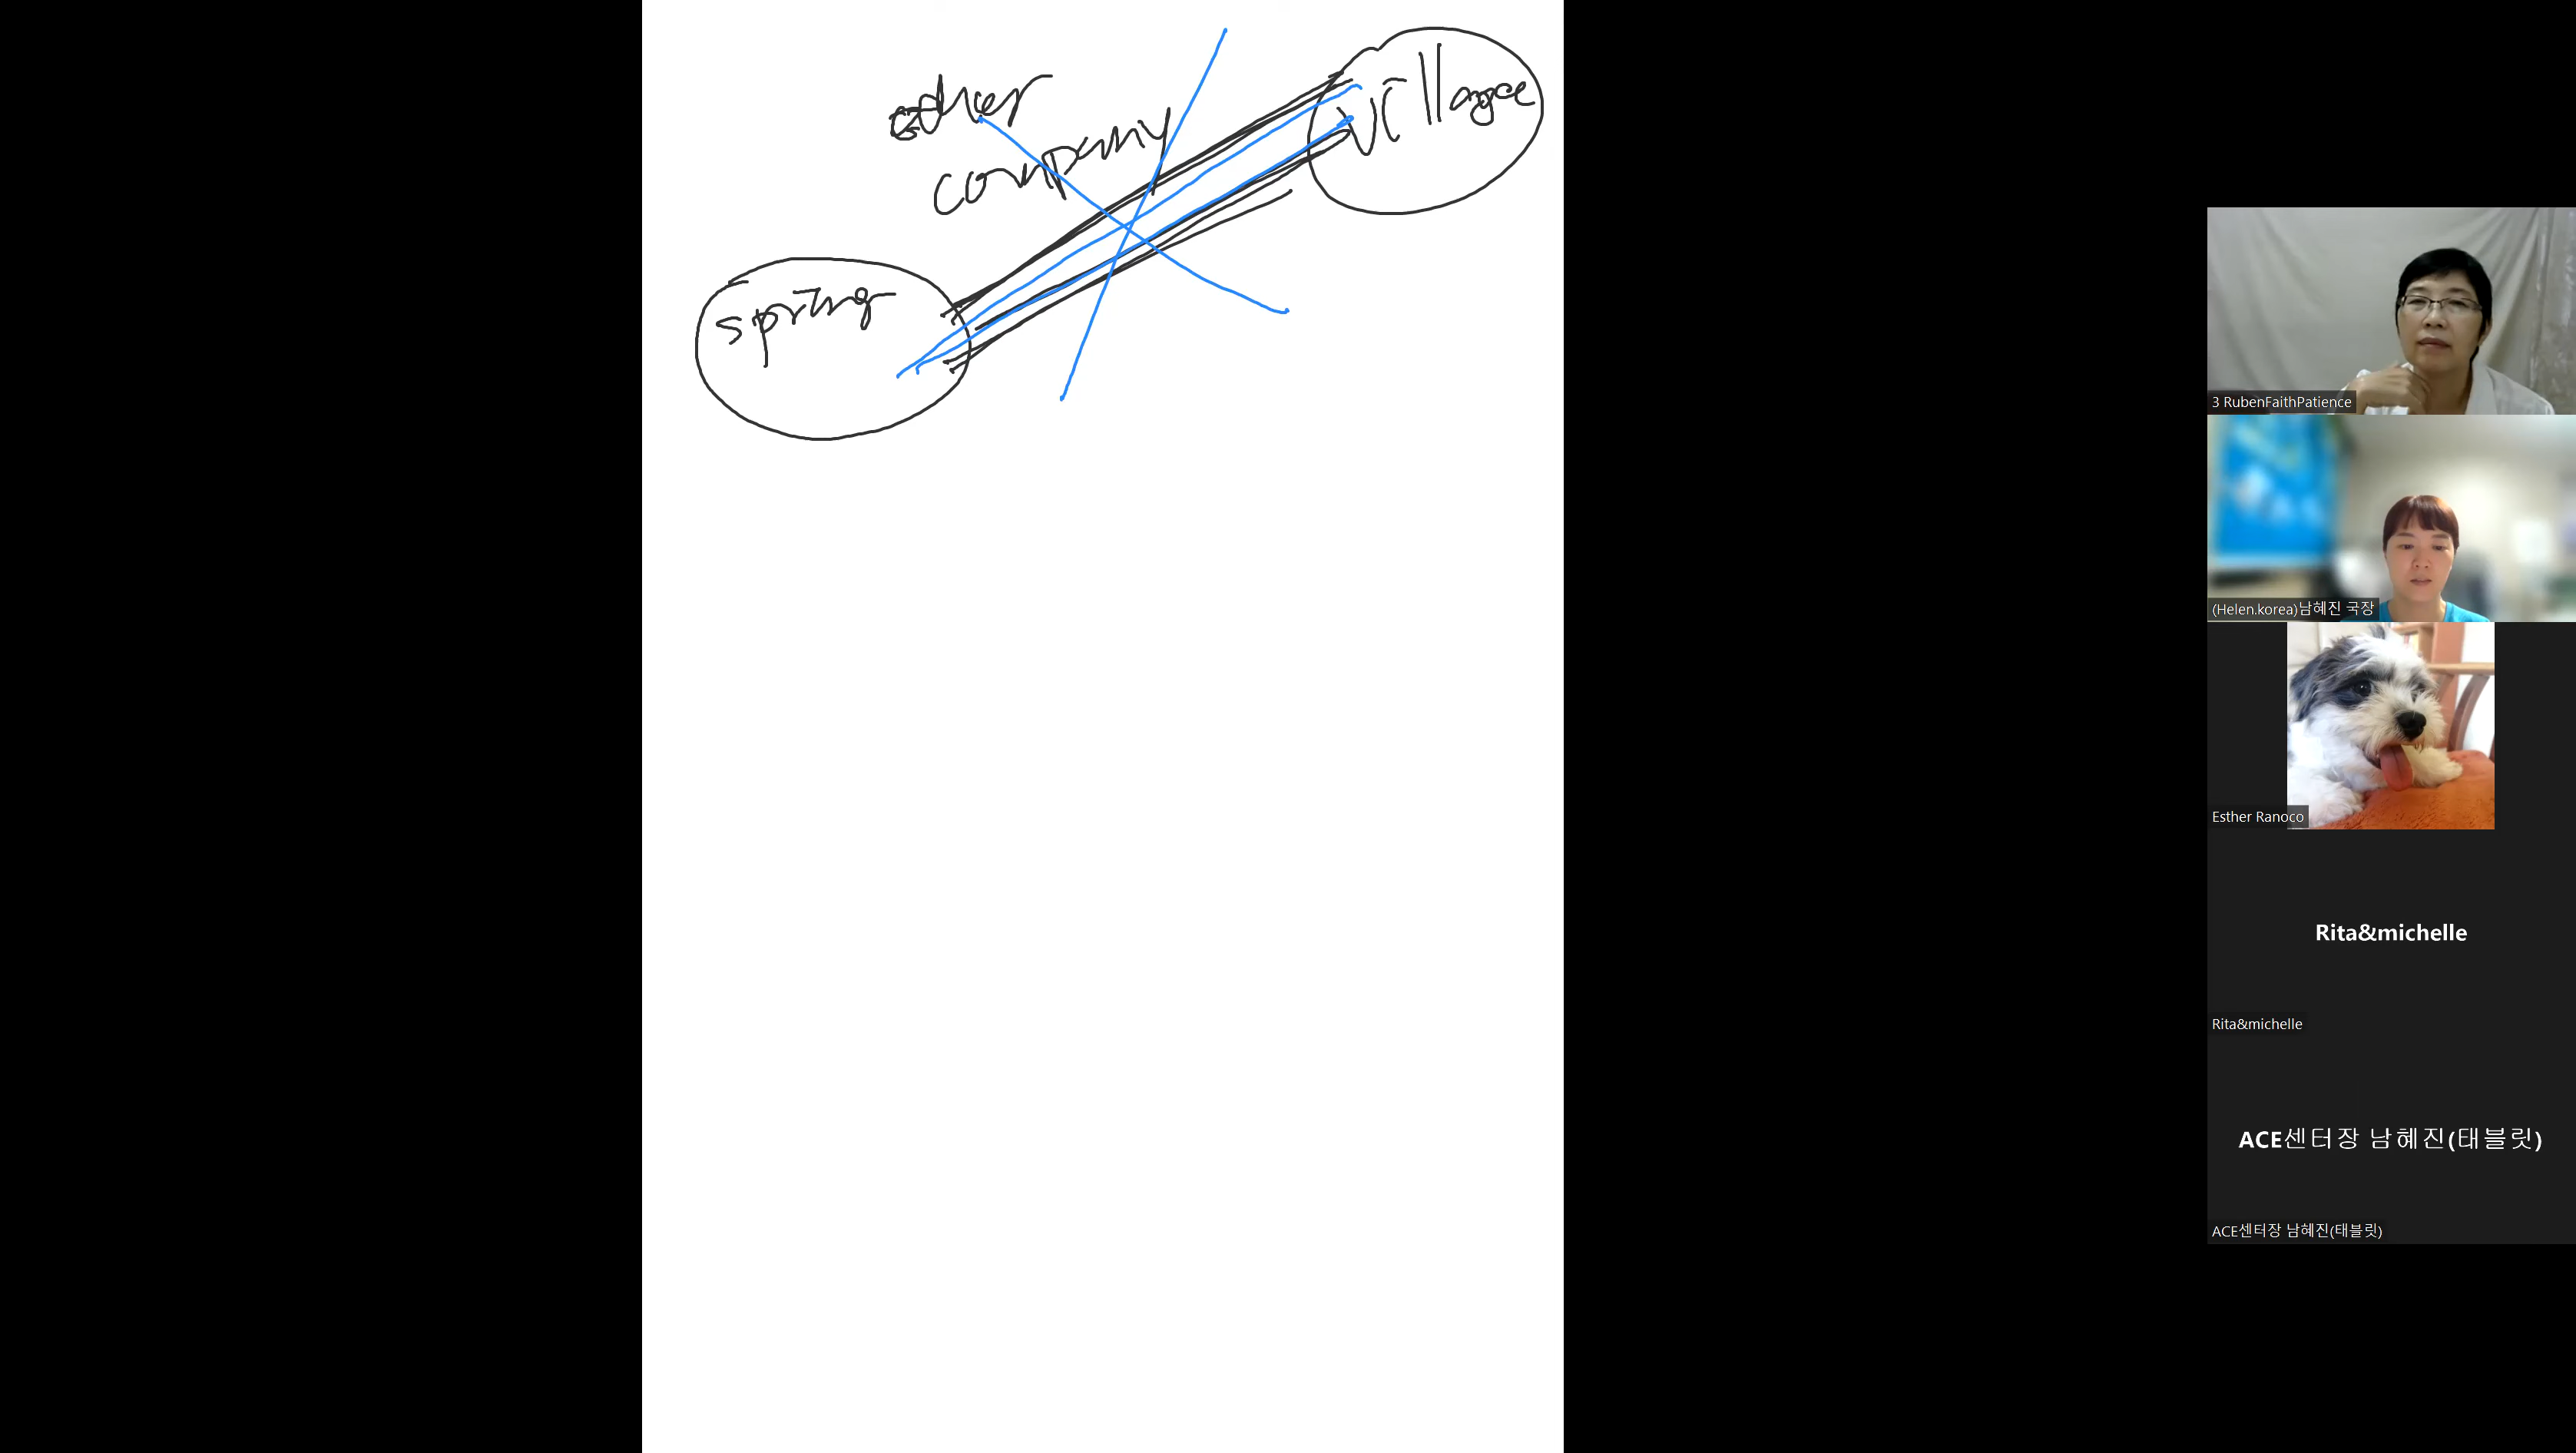 other
company
village
spring
3 RubenFaithPatience
(Helen.korea)남혜진 국장
Esther Ranoco
Rita&michelle
Rita&michelle
ACE센터장 남혜진(태블릿)
ACE센터장 남혜진(태블릿)